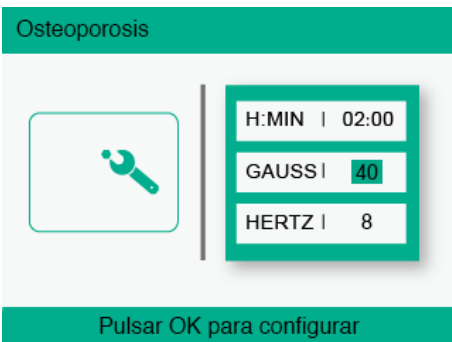 Osteoporosis
H:MIN | 02:00
GAUSS | 40
HERTZ | 8
Pulsar OK para configurar